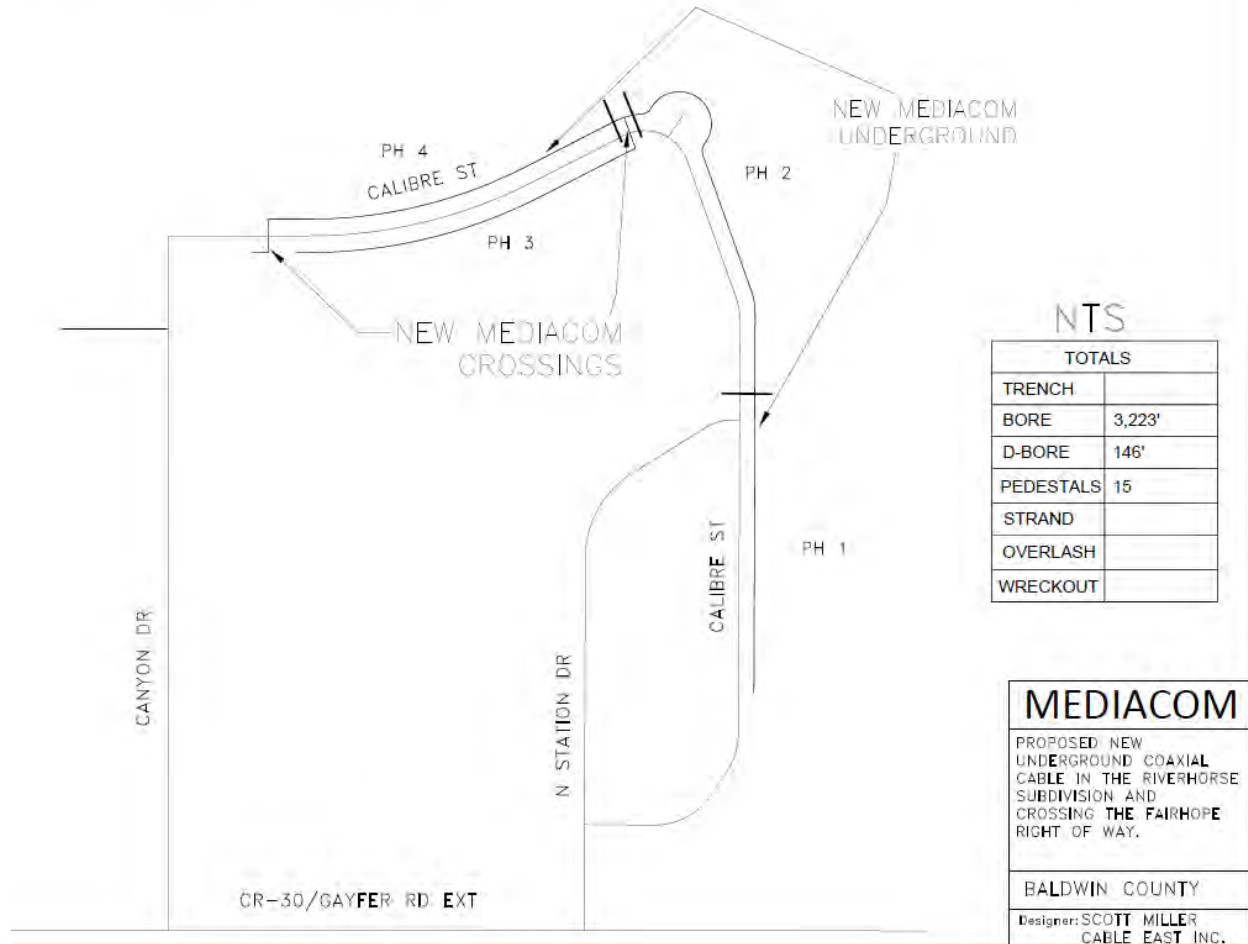 NEW MEDIACOM
UNDERGROUND
PH 4
CALIBRE ST
PH 2
PH 3
NEW MEDIACOM
CROSSINGS
NTS
TOTALS
TRENCH
BORE 3,223'
D-BORE 146'
PEDESTALS 15
STRAND
OVERLASH
WRECKOUT
CALIBRE ST
PH 1
CANYON DR
N STATION DR
CR-30/GAYFER RD EXT
MEDIACOM
PROPOSED NEW
UNDERGROUND COAXIAL
CABLE IN THE RIVERHORSE
SUBDIVISION AND
CROSSING THE FAIRHOPE
RIGHT OF WAY.
BALDWIN COUNTY
Designer: SCOTT MILLER
CABLE EAST INC.